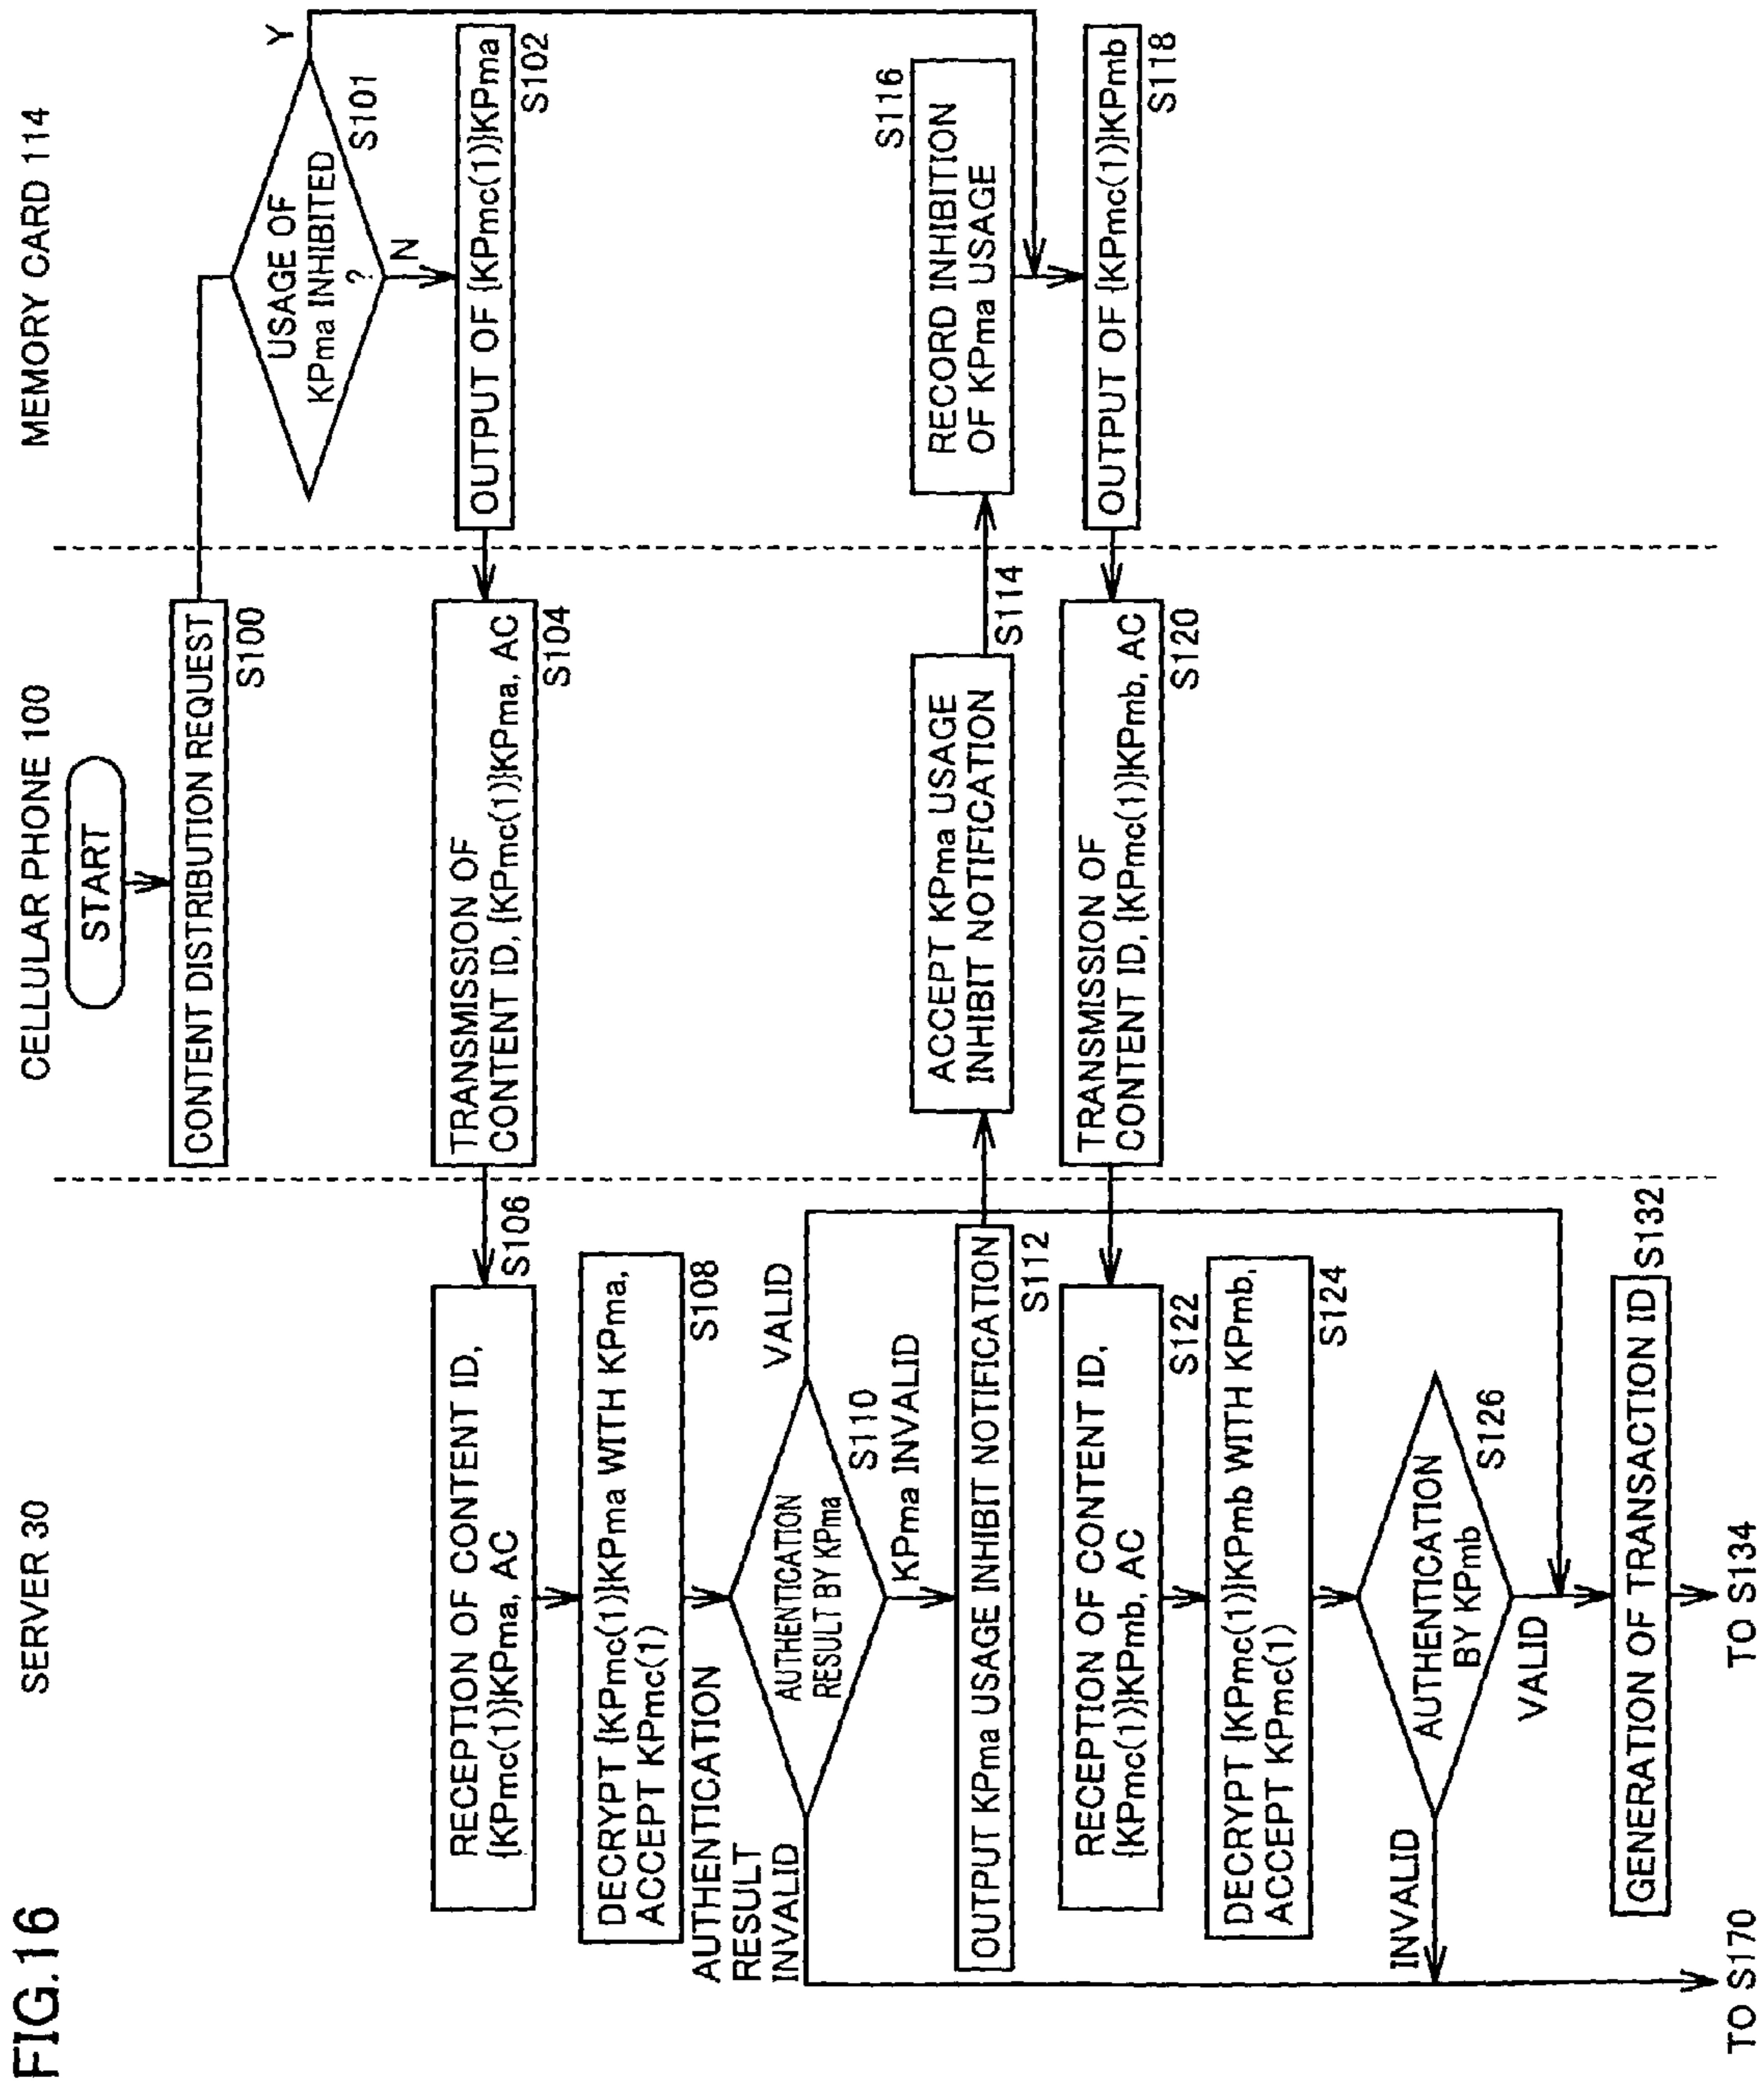 FIG.16
SERVER 30
CELLULAR PHONE 100
MEMORY CARD 114
START
CONTENT DISTRIBUTION REQUEST
S100
USAGE OF
KPma INHIBITED
?
S101
Y
N
OUTPUT OF {KPmc(1)}KPma
S102
TRANSMISSION OF
CONTENT ID, {KPmc(1)}KPma, AC
S104
RECEPTION OF CONTENT ID,
{KPmc(1)}KPma, AC
S106
DECRYPT {KPmc(1)}KPma WITH KPma,
ACCEPT KPmc(1)
S108
AUTHENTICATION
RESULT
INVALID
AUTHENTICATION
RESULT BY KPma
S110
VALID
KPma INVALID
OUTPUT KPma USAGE INHIBIT NOTIFICATION
S112
ACCEPT KPma USAGE
INHIBIT NOTIFICATION
S114
RECORD INHIBITION
OF KPma USAGE
S116
OUTPUT OF {KPmc(1)}KPmb
S118
TRANSMISSION OF
CONTENT ID, {KPmc(1)}KPmb, AC
S120
RECEPTION OF CONTENT ID,
{KPmc(1)}KPmb, AC
S122
DECRYPT {KPmc(1)}KPmb WITH KPmb,
ACCEPT KPmc(1)
S124
AUTHENTICATION
BY KPmb
S126
INVALID
VALID
GENERATION OF TRANSACTION ID
S132
TO S170
TO S134